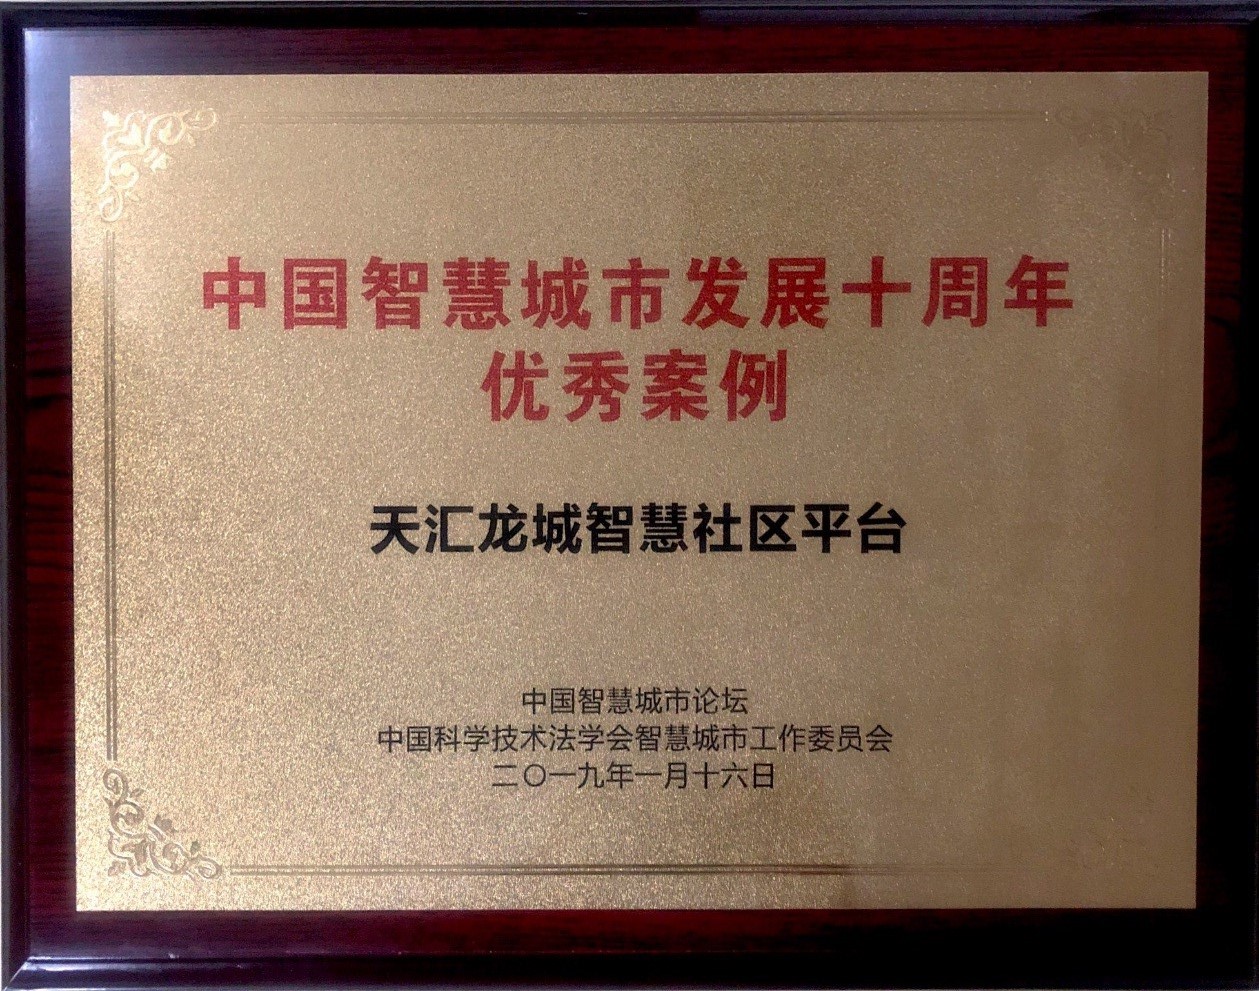 中国智慧城市发展十周年
优秀案例
天汇龙城智慧社区平台
中国智慧城市论坛
中国科学技术法学会智慧城市工作委员会
二〇一九年一月十六日